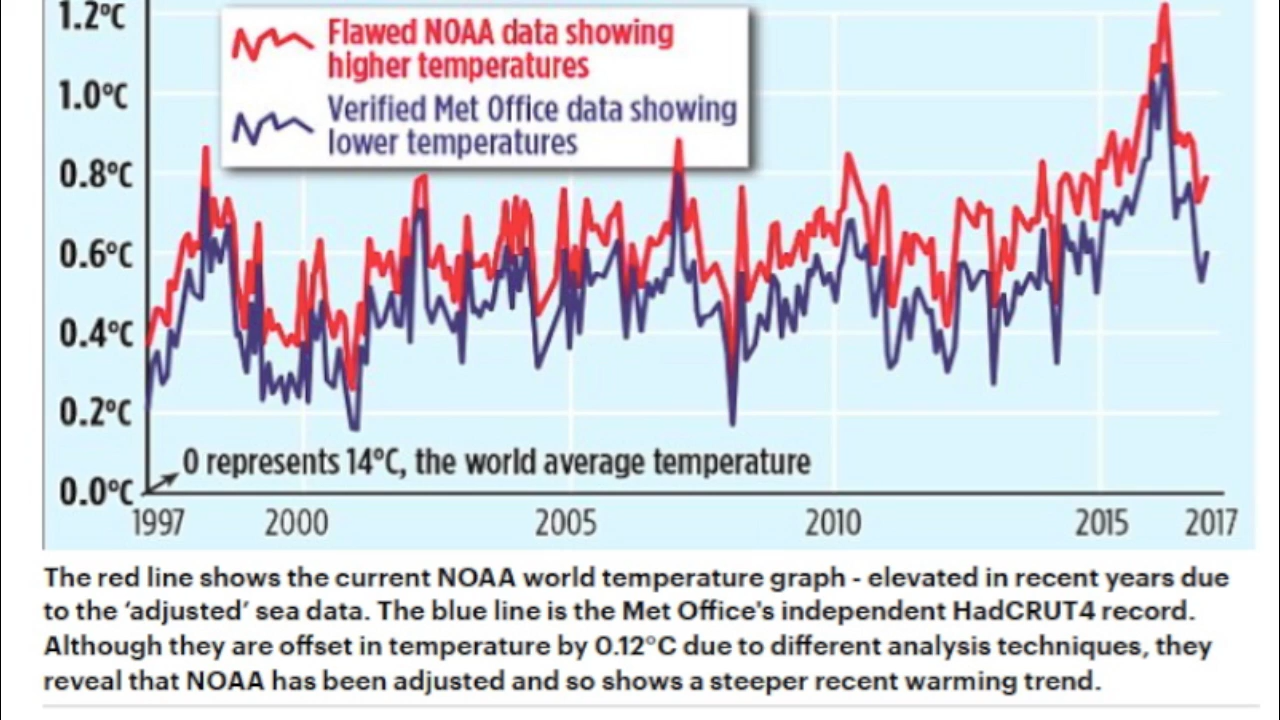 1.2°C
Flawed NOAA data showing
higher temperatures
1.0°C
Verified Met Office data showing
lower temperatures
0.8°C
0.6°C
0.4°C
0.2°C
0 represents 14°C, the world average temperature
0.0°C
1997 2000 2005 2010 2015 2017
The red line shows the current NOAA world temperature graph - elevated in recent years due
to the ‘adjusted’ sea data. The blue line is the Met Office's independent HadCRUT4 record.
Although they are offset in temperature by 0.12°C due to different analysis techniques, they
reveal that NOAA has been adjusted and so shows a steeper recent warming trend.